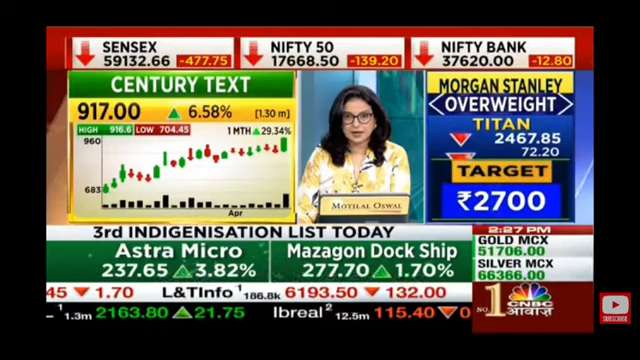 SENSEX
59132.66 -477.75
NIFTY 50
17668.50 -139.20
NIFTY BANK
37620.00 -12.80
CENTURY TEXT
917.00 6.58% [1.30 m]
HIGH 916.6 LOW 704.45 1 MTH 29.34%
960
683
Apr
MOTILAL OSWAL
MORGAN STANLEY
OVERWEIGHT
TITAN
2467.85
72.20
TARGET
₹2700
3rd INDIGENISATION LIST TODAY
Astra Micro
237.65 3.82%
Mazagon Dock Ship
277.70 1.70%
2:27 PM
GOLD MCX
51706.00
SILVER MCX
66366.00
45 1.70 L&TInfo 186.8k 6193.50 132.00
1.3m 2163.80 21.75 Ibreal 12.5m 115.40 0
NO. 1 CNBC
आवाज़
SUBSCRIBE